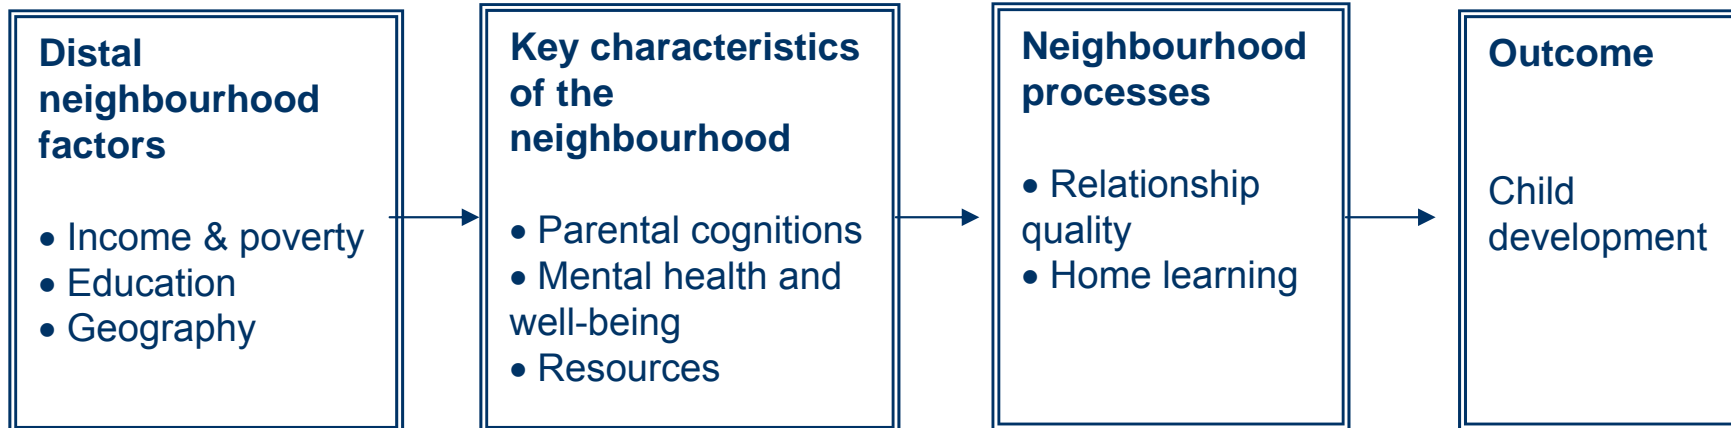 Distal
neighbourhood
factors
• Income & poverty
• Education
• Geography
Key characteristics
of the
neighbourhood
• Parental cognitions
• Mental health and
well-being
• Resources
Neighbourhood
processes
• Relationship
quality
• Home learning
Outcome
Child
development